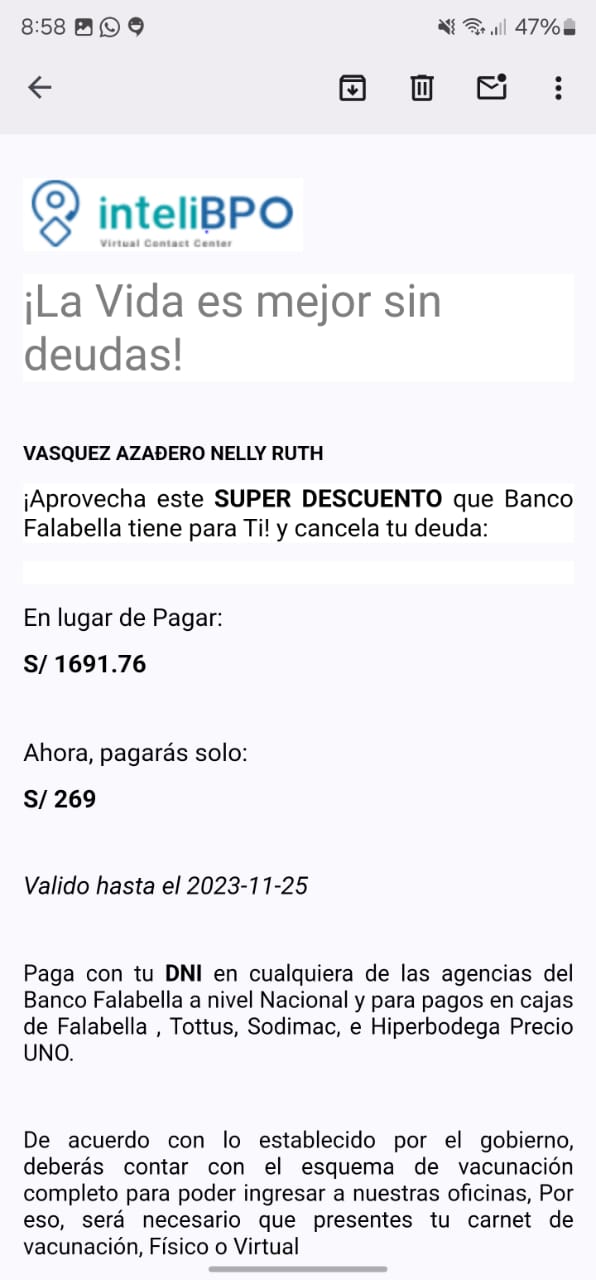 8:58
47%
inteliBPO
Virtual Contact Center
¡La Vida es mejor sin
deudas!
VASQUEZ AZAÐERO NELLY RUTH
¡Aprovecha este SUPER DESCUENTO que Banco
Falabella tiene para Ti! y cancela tu deuda:
En lugar de Pagar:
S/ 1691.76
Ahora, pagarás solo:
S/ 269
Valido hasta el 2023-11-25
Paga con tu DNI en cualquiera de las agencias del
Banco Falabella a nivel Nacional y para pagos en cajas
de Falabella , Tottus, Sodimac, e Hiperbodega Precio
UNO.
De acuerdo con lo establecido por el gobierno,
deberás contar con el esquema de vacunación
completo para poder ingresar a nuestras oficinas, Por
eso, será necesario que presentes tu carnet de
vacunación, Físico o Virtual